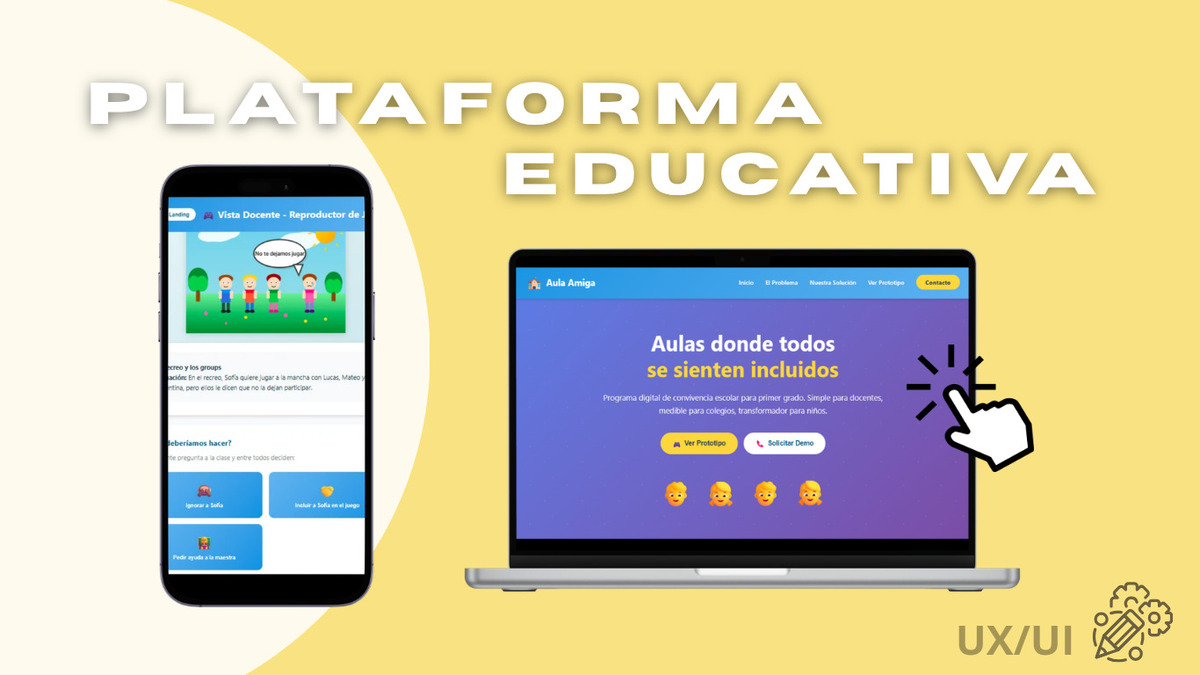 PLATAFORMA
EDUCATIVA
Landing
Vista Docente - Reproductor de J
No te dejamos jugar
ecreo y los groups
ación: En el recreo, Sofía quiere jugar a la mancha con Lucas, Mateo y
entina, pero ellos le dicen que no la dejan participar.
deberíamos hacer?
nte pregunta a la clase y entre todos deciden:
Ignorar a Sofía
Incluir a Sofía en el juego
Pedir ayuda a la maestra
Aula Amiga
Inicio
El Problema
Nuestra Solución
Ver Prototipo
Contacto
Aulas donde todos
se sienten incluidos
Programa digital de convivencia escolar para primer grado. Simple para docentes,
medible para colegios, transformador para niños.
Ver Prototipo
Solicitar Demo
UX/UI